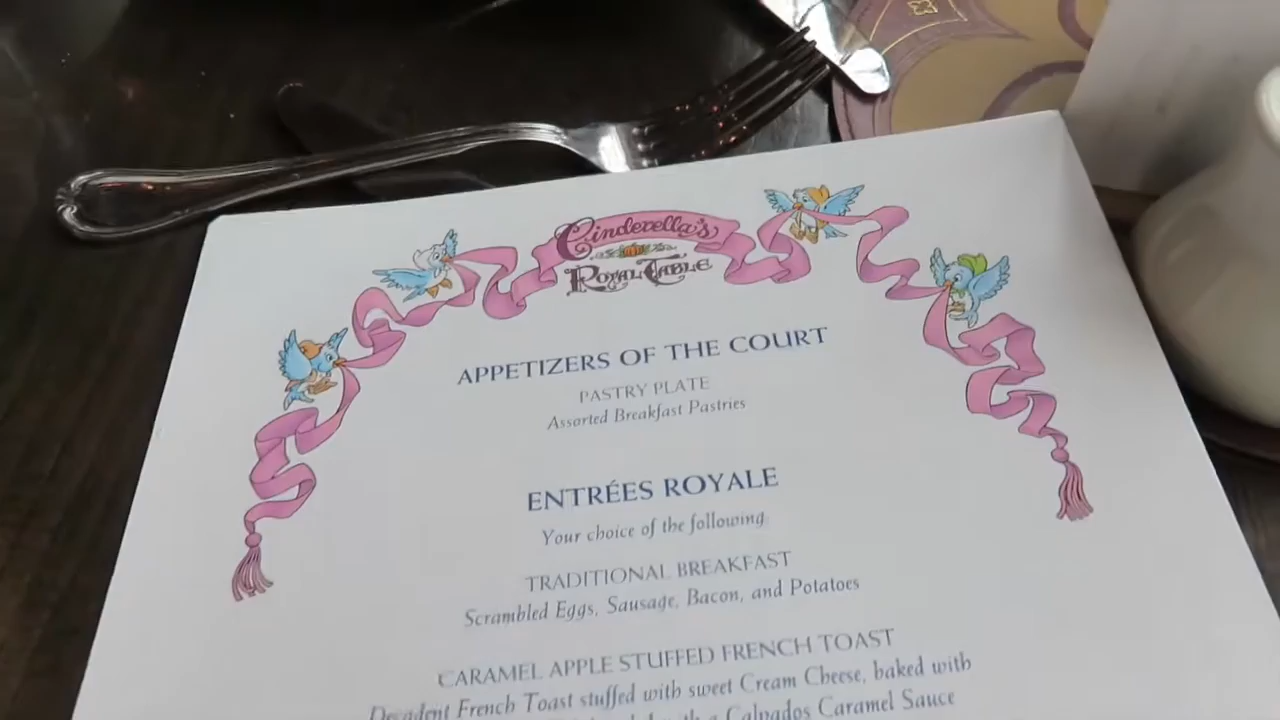 Cinderella's
Royal Table
APPETIZERS OF THE COURT
PASTRY PLATE
Assorted Breakfast Pastries
ENTRÉES ROYALE
Your choice of the following
TRADITIONAL BREAKFAST
Scrambled Eggs, Sausage, Bacon, and Potatoes
CARAMEL APPLE STUFFED FRENCH TOAST
Decadent French Toast stuffed with sweet Cream Cheese, baked with
with a Calvados Caramel Sauce